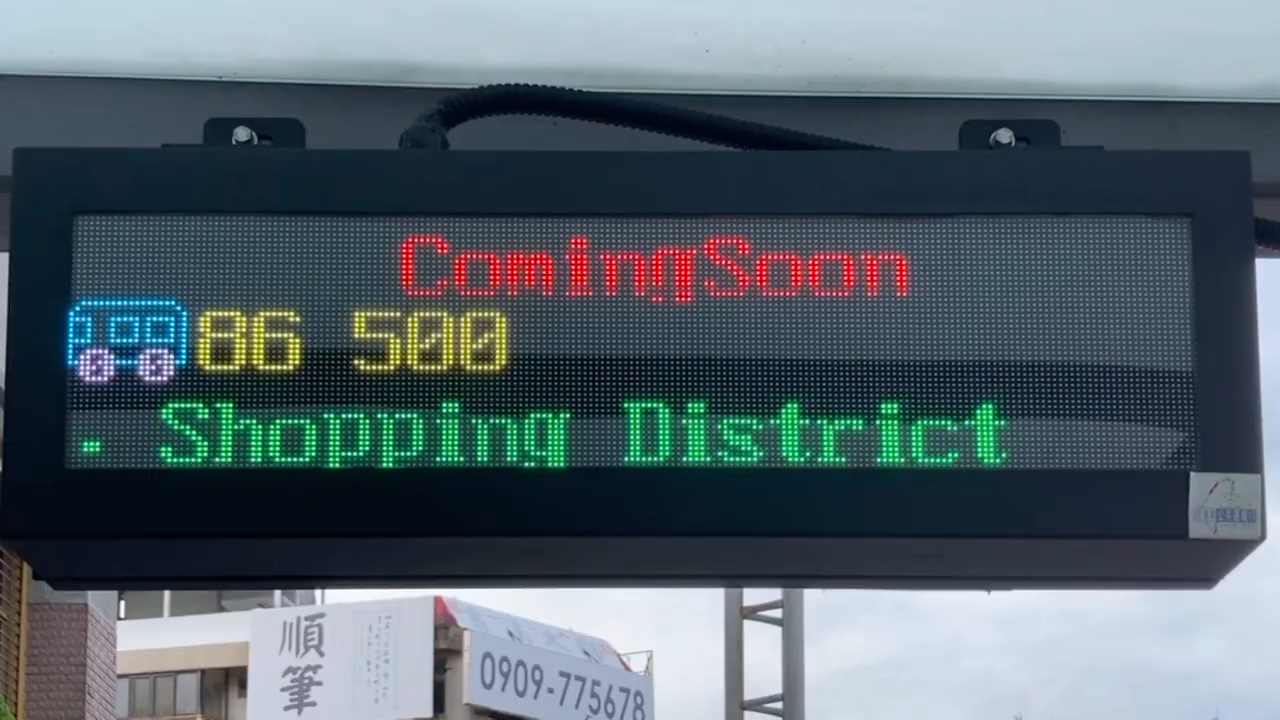 ComingSoon
86 500
- Shopping District
順筆
0909-775678